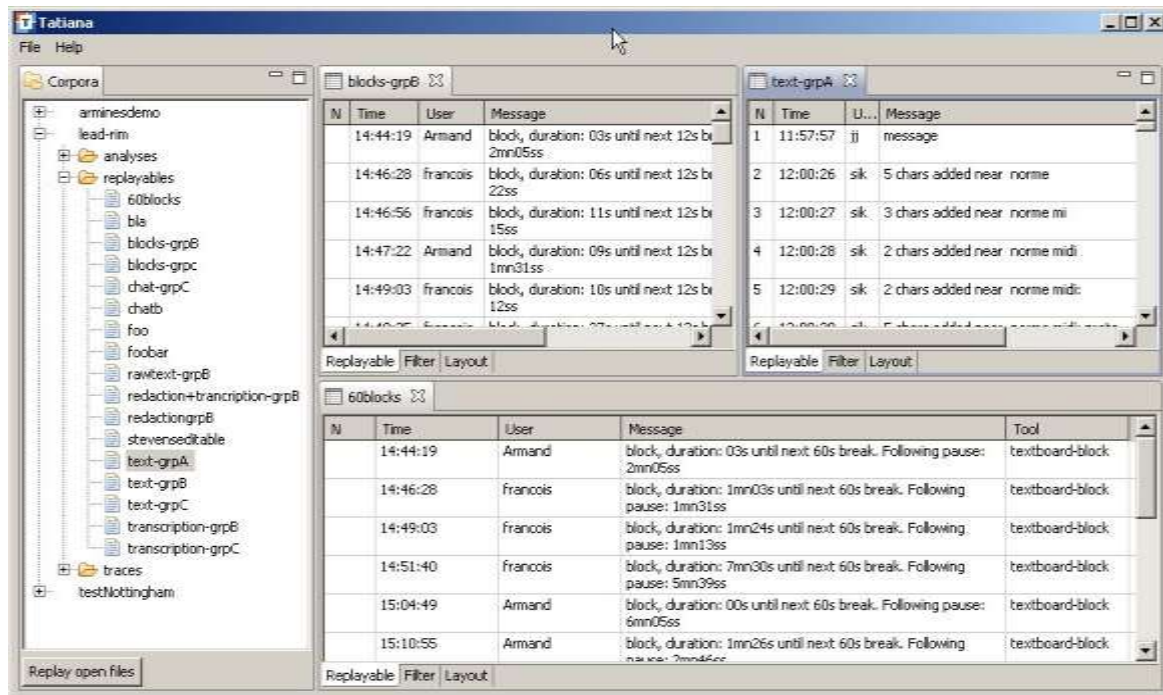 Tatiana
File Help
Corpora
arminesdemo
lead-rim
analyses
replayables
60blocks
bla
blocks-grpB
blocks-grpc
chat-grpC
chatb
foo
foobar
rawtext-grpB
redaction+trancription-grpB
redactiongrpB
stevenseditable
text-grpA
text-grpB
text-grpC
transcription-grpB
transcription-grpC
traces
testNottingham
Replay open files
blocks-grpB
N Time User Message
14:44:19 Armand block, duration: 03s until next 12s
2mn05ss
14:46:28 francois block, duration: 06s until next 12s
22ss
14:46:56 francois block, duration: 11s until next 12s
15ss
14:47:22 Armand block, duration: 09s until next 12s
1mn31ss
14:49:03 francois block, duration: 10s until next 12s
12ss
Replayable Filter Layout
text-grpA
N Time U... Message
1 11:57:57 jj message
2 12:00:26 sik 5 chars added near norme
3 12:00:27 sik 3 chars added near norme mi
4 12:00:28 sik 2 chars added near norme midi
5 12:00:29 sik 2 chars added near norme midi:
Replayable Filter Layout
60blocks
N Time User Message Tool
14:44:19 Armand block, duration: 03s until next 60s break. Following pause: textboard-block
2mn05ss
14:46:28 francois block, duration: 1mn03s until next 60s break. Following textboard-block
pause: 1mn31ss
14:49:03 francois block, duration: 1mn24s until next 60s break. Following textboard-block
pause: 1mn13ss
14:51:40 francois block, duration: 7mn30s until next 60s break. Following textboard-block
pause: 5mn39ss
15:04:49 Armand block, duration: 00s until next 60s break. Following pause: textboard-block
6mn05ss
15:10:55 Armand block, duration: 1mn26s until next 60s break. Following textboard-block
pause: 2mn46ss
Replayable Filter Layout